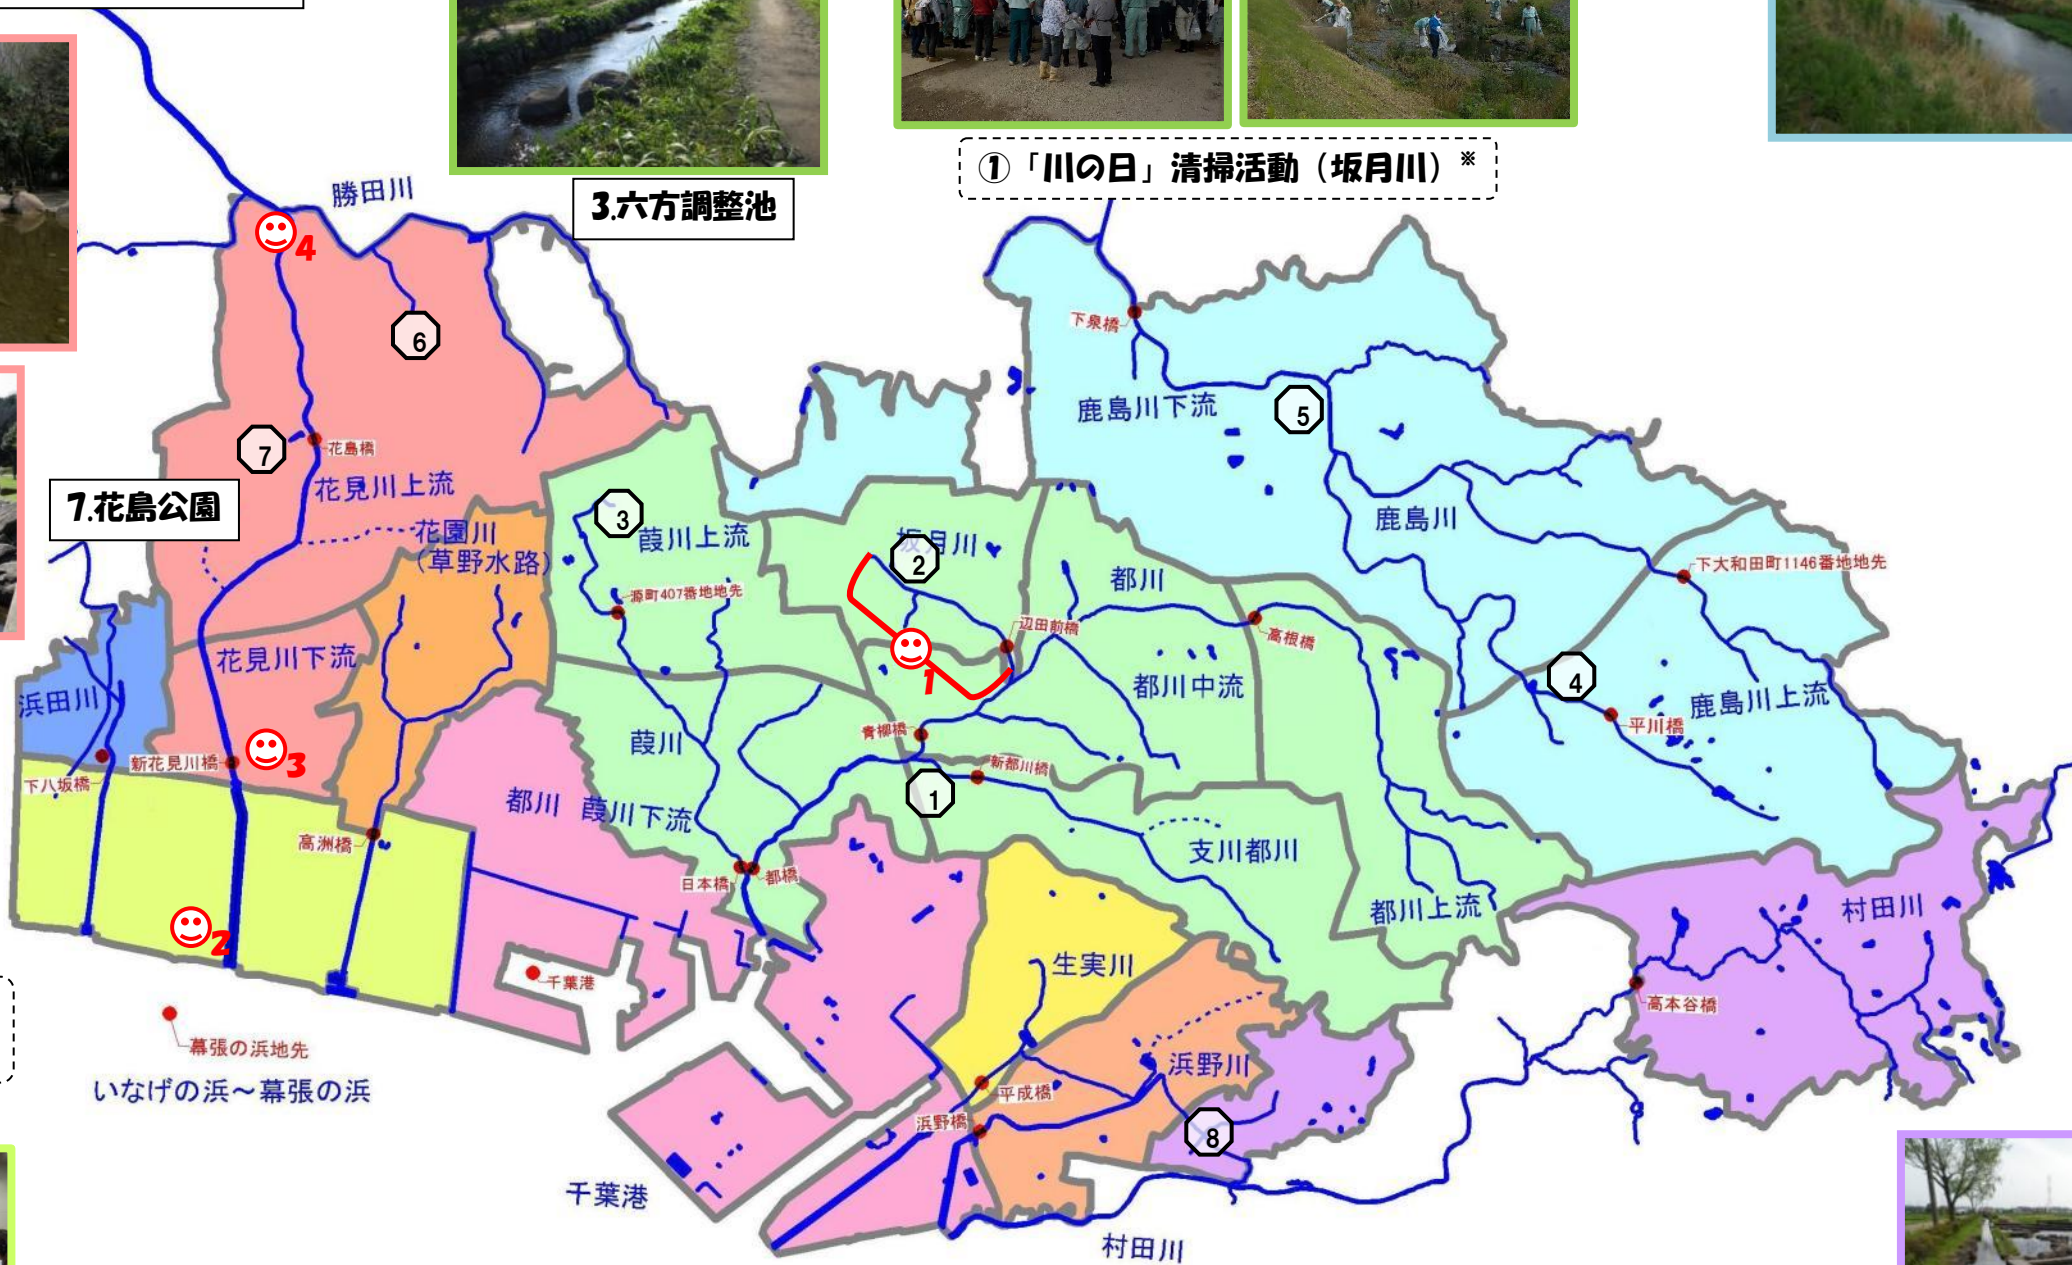 ①「川の日」清掃活動（坂月川）※
勝田川
3.六方調整池
4
6
下泉橋
鹿島川下流
5
7
花島橋
花見川上流
7.花島公園
花園川
(草野水路)
3
葭川上流
坂月川
2
鹿島川
都川
下大和田町1146番地地先
源町407番地地先
辺田前橋
高根橋
花見川下流
1
都川中流
4
鹿島川上流
浜田川
平川橋
青柳橋
葭川
新花見川橋
3
新都川橋
下八坂橋
1
都川 葭川下流
高洲橋
支川都川
日本橋
都橋
都川上流
村田川
2
生実川
千葉港
高本谷橋
幕張の浜地先
いなげの浜～幕張の浜
浜野川
平成橋
浜野橋
8
千葉港
村田川